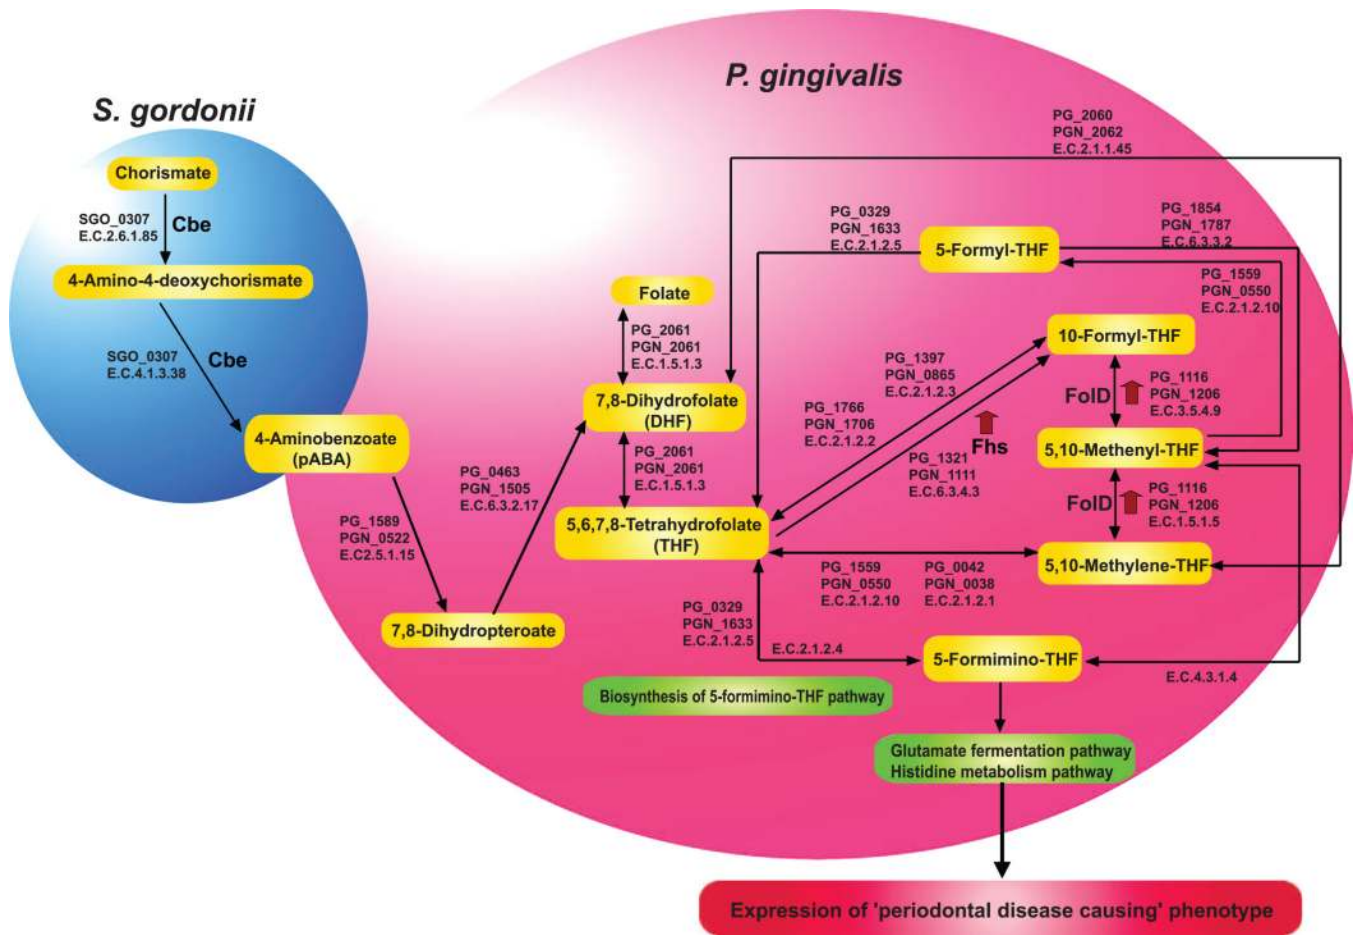 P. gingivalis
S. gordonii
Chorismate
SGO_0307
E.C.2.6.1.85
Cbe
4-Amino-4-deoxychorismate
SGO_0307
E.C.4.1.3.38
Cbe
4-Aminobenzoate
(pABA)
PG_1589
PGN_0522
E.C2.5.1.15
7,8-Dihydropteroate
PG_0463
PGN_1505
E.C.6.3.2.17
Folate
PG_2061
PGN_2061
E.C.1.5.1.3
7,8-Dihydrofolate
(DHF)
PG_2061
PGN_2061
E.C.1.5.1.3
5,6,7,8-Tetrahydrofolate
(THF)
PG_2060
PGN_2062
E.C.2.1.1.45
PG_0329
PGN_1633
E.C.2.1.2.5
5-Formyl-THF
PG_1854
PGN_1787
E.C.6.3.3.2
PG_1559
PGN_0550
E.C.2.1.2.10
10-Formyl-THF
PG_1397
PGN_0865
E.C.2.1.2.3
PG_1766
PGN_1706
E.C.2.1.2.2
Fhs
PG_1321
PGN_1111
E.C.6.3.4.3
FolD
PG_1116
PGN_1206
E.C.3.5.4.9
5,10-Methenyl-THF
FolD
PG_1116
PGN_1206
E.C.1.5.1.5
5,10-Methylene-THF
PG_1559
PGN_0550
E.C.2.1.2.10
PG_0042
PGN_0038
E.C.2.1.2.1
PG_0329
PGN_1633
E.C.2.1.2.5
E.C.2.1.2.4
5-Formimino-THF
E.C.4.3.1.4
Biosynthesis of 5-formimino-THF pathway
Glutamate fermentation pathway
Histidine metabolism pathway
Expression of 'periodontal disease causing' phenotype